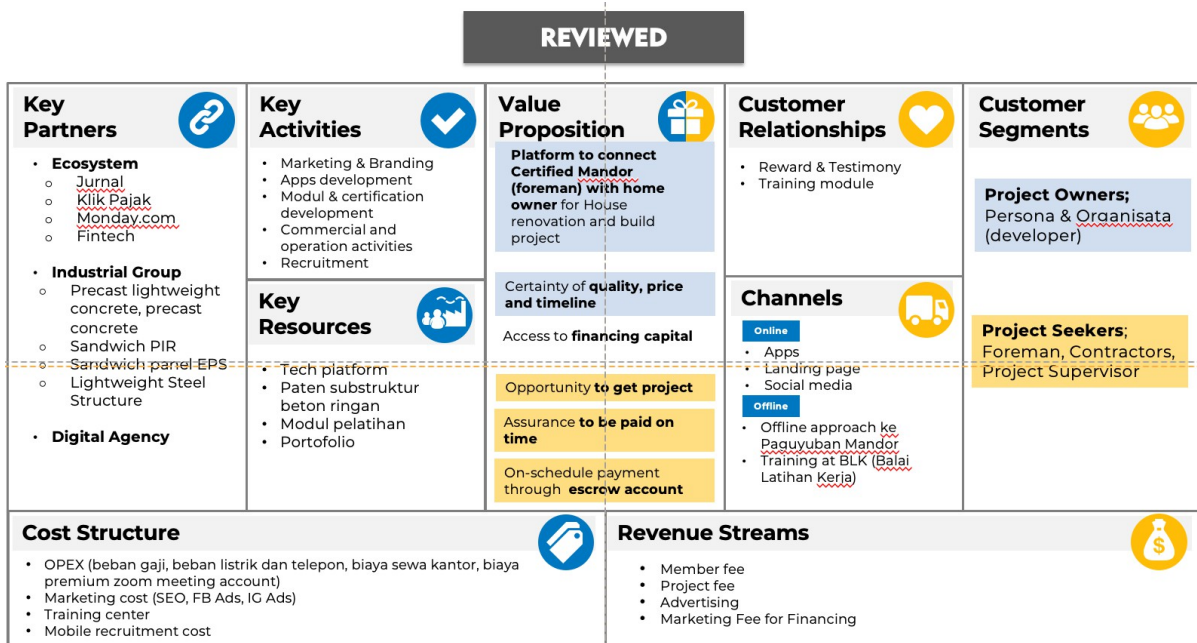 REVIEWED
Key
Partners
• Ecosystem
o Jurnal
o Klik Pajak
o Monday.com
o Fintech
• Industrial Group
o Precast lightweight
concrete, precast
concrete
o Sandwich PIR
o Sandwich panel EPS
o Lightweight Steel
Structure
• Digital Agency
Key
Activities
• Marketing & Branding
• Apps development
• Modul & certification
development
• Commercial and
operation activities
• Recruitment
Key
Resources
• Tech platform
• Paten substruktur
beton ringan
• Modul pelatihan
• Portofolio
Value
Proposition
Platform to connect
Certified Mandor
(foreman) with home
owner for House
renovation and build
project
Certainty of quality, price
and timeline
Access to financing capital
Opportunity to get project
Assurance to be paid on
time
On-schedule payment
through escrow account
Customer
Relationships
• Reward & Testimony
• Training module
Channels
Online
• Apps
• Landing page
• Social media
Offline
• Offline approach ke
Paguyuban Mandor
• Training at BLK (Balai
Latihan Kerja)
Customer
Segments
Project Owners;
Persona & Organisata
(developer)
Project Seekers;
Foreman, Contractors,
Project Supervisor
Cost Structure
• OPEX (beban gaji, beban listrik dan telepon, biaya sewa kantor, biaya
premium zoom meeting account)
• Marketing cost (SEO, FB Ads, IG Ads)
• Training center
• Mobile recruitment cost
Revenue Streams
• Member fee
• Project fee
• Advertising
• Marketing Fee for Financing
$